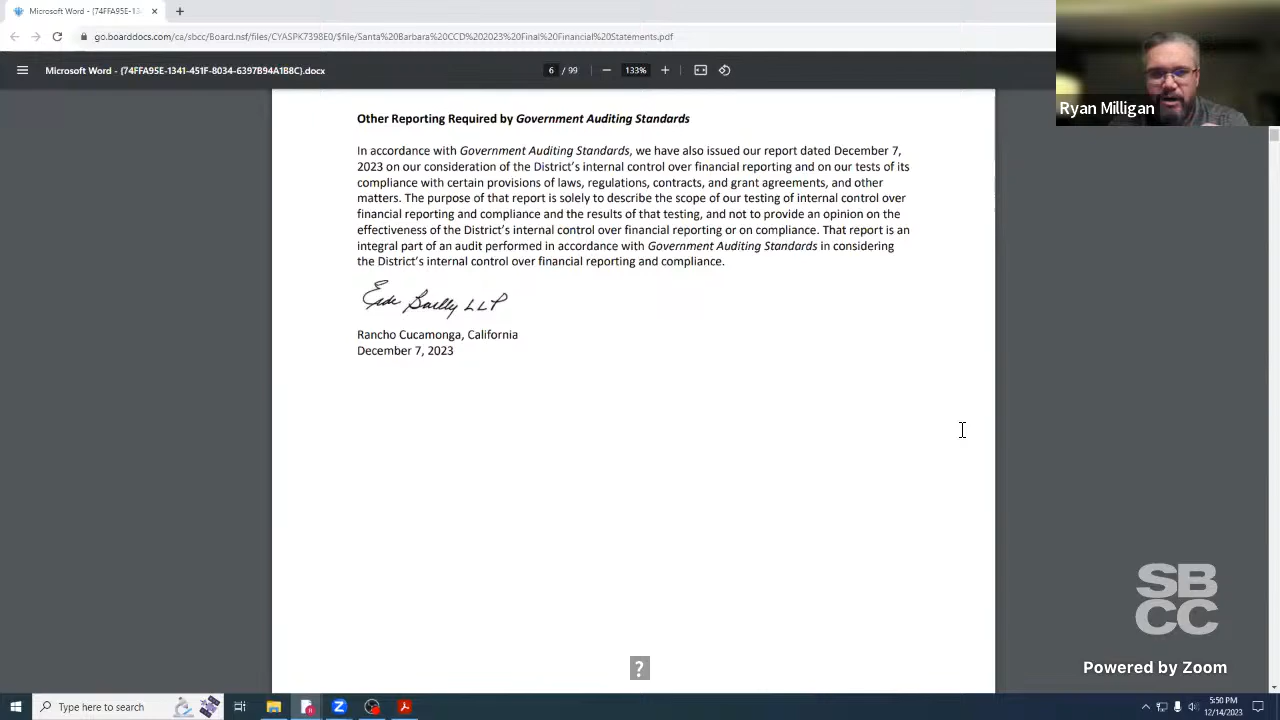 Microsoft Word - {74FFA95E-13
go.boarddocs.com/ca/sbcc/Board.nsf/files/CYASPK7398E0/$file/Santa%20Barbara%20CCD%202023%20Final%20Financial%20Statements.pdf
Microsoft Word - {74FFA95E-1341-451F-8034-6397B94A1B8C}.docx
6 / 99
133%
Ryan Milligan
Other Reporting Required by Government Auditing Standards
In accordance with Government Auditing Standards, we have also issued our report dated December 7,
2023 on our consideration of the District's internal control over financial reporting and on our tests of its
compliance with certain provisions of laws, regulations, contracts, and grant agreements, and other
matters. The purpose of that report is solely to describe the scope of our testing of internal control over
financial reporting and compliance and the results of that testing, and not to provide an opinion on the
effectiveness of the District's internal control over financial reporting or on compliance. That report is an
integral part of an audit performed in accordance with Government Auditing Standards in considering
the District's internal control over financial reporting and compliance.
Eide Bailly LLP
Rancho Cucamonga, California
December 7, 2023
SB
CC
Powered by Zoom
?
Type here to search
5:50 PM
12/14/2023